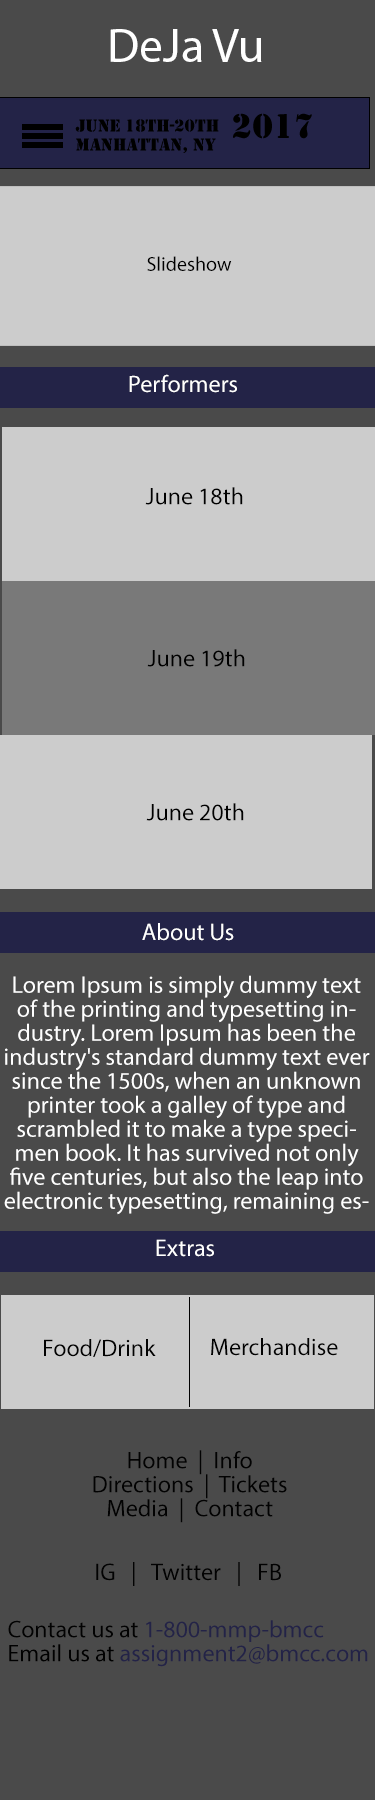 DeJa Vu
JUNE 18TH-20TH 2017
MANHATTAN, NY
Slideshow
Performers
June 18th
June 19th
June 20th
About Us
Lorem Ipsum is simply dummy text
of the printing and typesetting in-
dustry. Lorem Ipsum has been the
industry's standard dummy text ever
since the 1500s, when an unknown
printer took a galley of type and
scrambled it to make a type speci-
men book. It has survived not only
five centuries, but also the leap into
electronic typesetting, remaining es-
Extras
Food/Drink
Merchandise
Home | Info
Directions | Tickets
Media | Contact
IG | Twitter | FB
Contact us at 1-800-mmp-bmcc
Email us at assignment2@bmcc.com